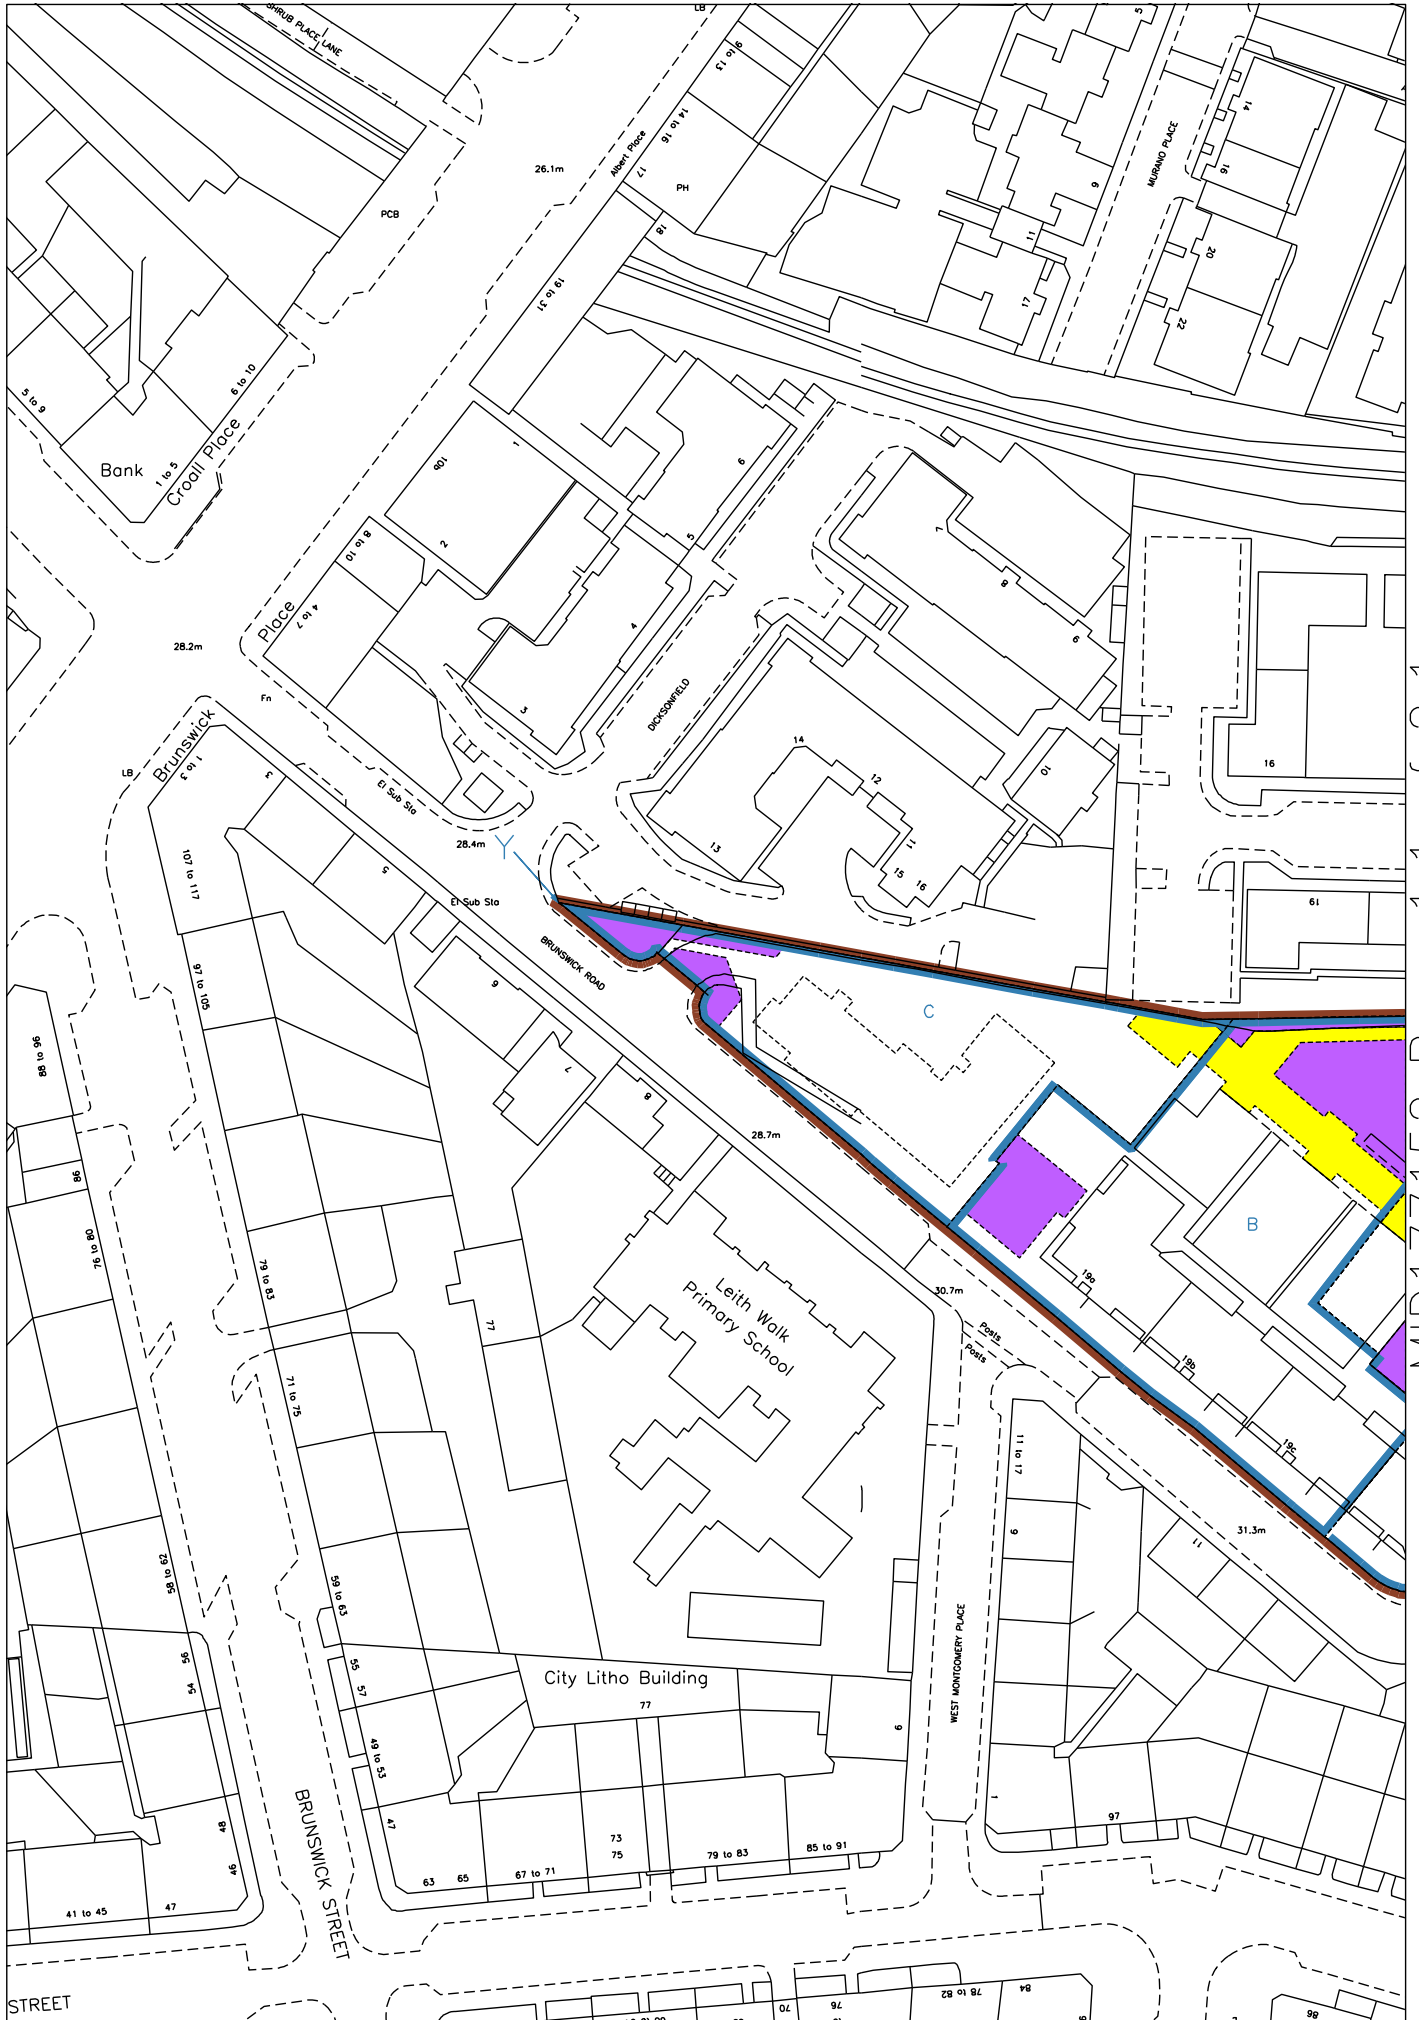 SHRUB PLACE LANE
LB
9 to 13
5
14 to 16
Albert Place
17
PH
26.1m
PCB
18
MURANO PLACE
14
16
9
11
20
17
22
19 to 31
5 to 9
6 to 10
Croall Place
Bank
1 to 5
10b
1
2
6
5
8 to 10
4 to 7
Place
28.2m
Fn
4
3
DICKSONFIELD
7
8
9
10
16
Brunswick
LB
1 to 3
3
El Sub Sta
28.4m
Y
14
12
11
13
15
16
19
107 to 117
5
El Sub Sta
BRUNSWICK ROAD
97 to 105
6
7
8
C
88 to 96
86
76 to 80
28.7m
B
79 to 83
77
Leith Walk
Primary School
30.7m
Posts
Posts
19a
19b
19c
71 to 75
11 to 17
9
11
31.3m
58 to 62
59 to 63
56
54
55
57
City Litho Building
77
9
WEST MONTGOMERY PLACE
49 to 53
47
1
97
48
46
73
75
63
65
67 to 71
79 to 83
85 to 91
41 to 45
47
BRUNSWICK STREET
STREET
70
76
78 to 82
84
86